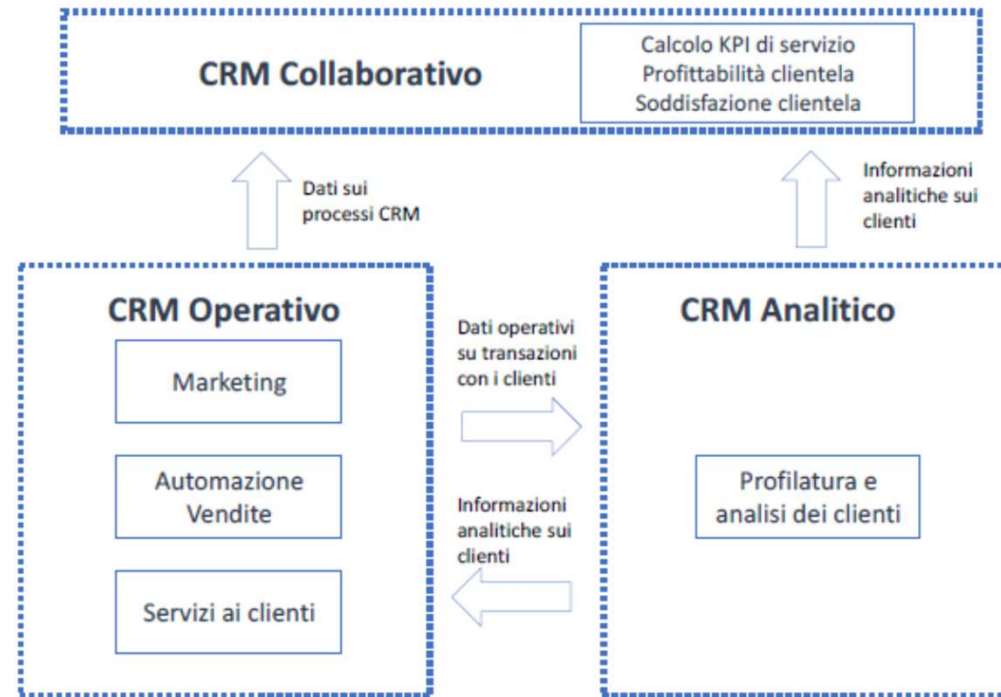 CRM Collaborativo
Calcolo KPI di servizio
Profittabilità clientela
Soddisfazione clientela
Dati sui
processi CRM
Informazioni
analitiche sui
clienti
CRM Operativo
Marketing
Automazione
Vendite
Servizi ai clienti
Dati operativi
su transazioni
con i clienti
Informazioni
analitiche sui
clienti
CRM Analitico
Profilatura e
analisi dei clienti